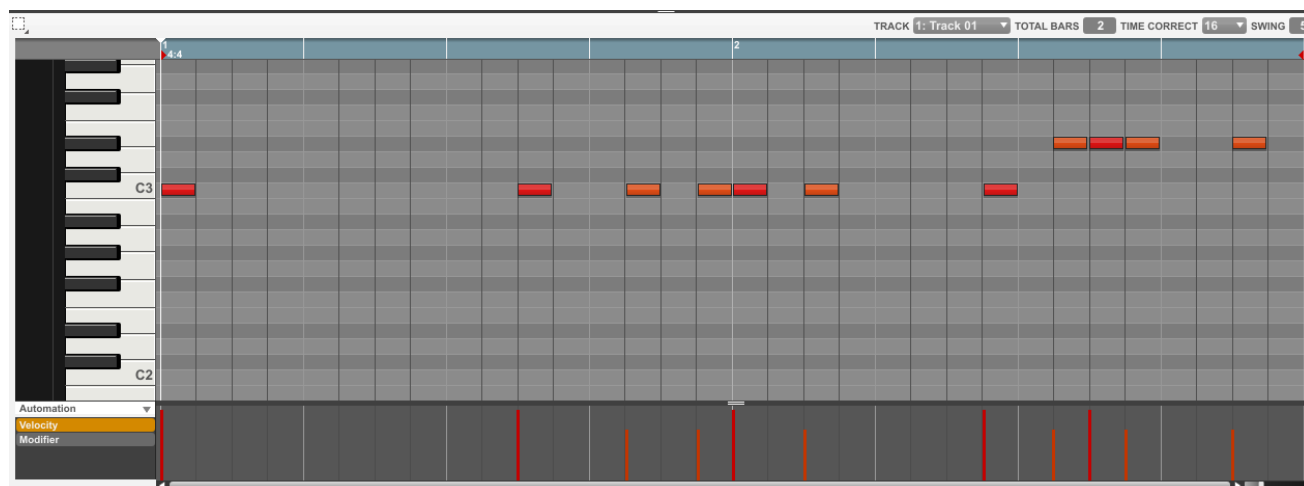 TRACK 1: Track 01 TOTAL BARS 2 TIME CORRECT 16 SWING 5
1 2
4:4
C3
C2
Automation
Velocity
Modifier